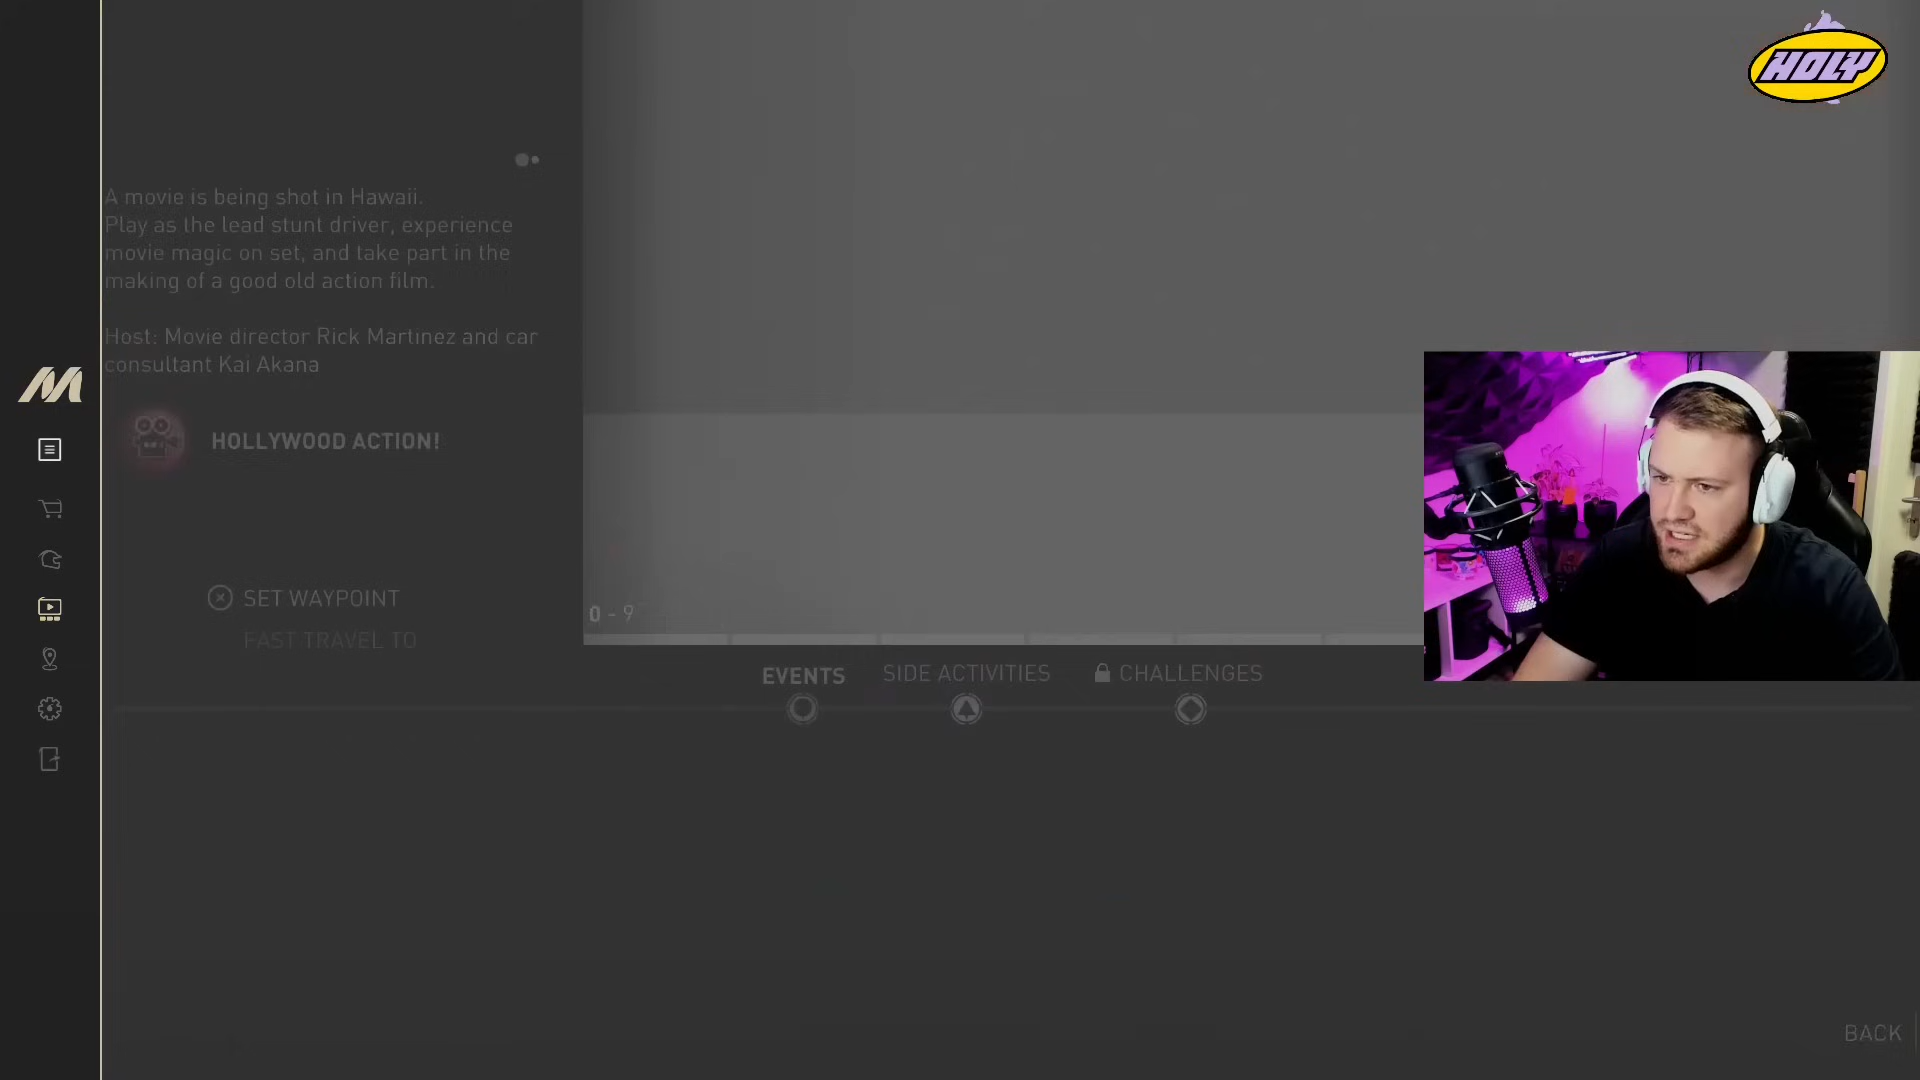 HOLY
A movie is being shot in Hawaii.
Play as the lead stunt driver, experience
movie magic on set, and take part in the
making of a good old action film.
Host: Movie director Rick Martinez and car
consultant Kai Akana
HOLLYWOOD ACTION!
SET WAYPOINT
FAST TRAVEL TO
0 - 9
EVENTS
SIDE ACTIVITIES
CHALLENGES
BACK